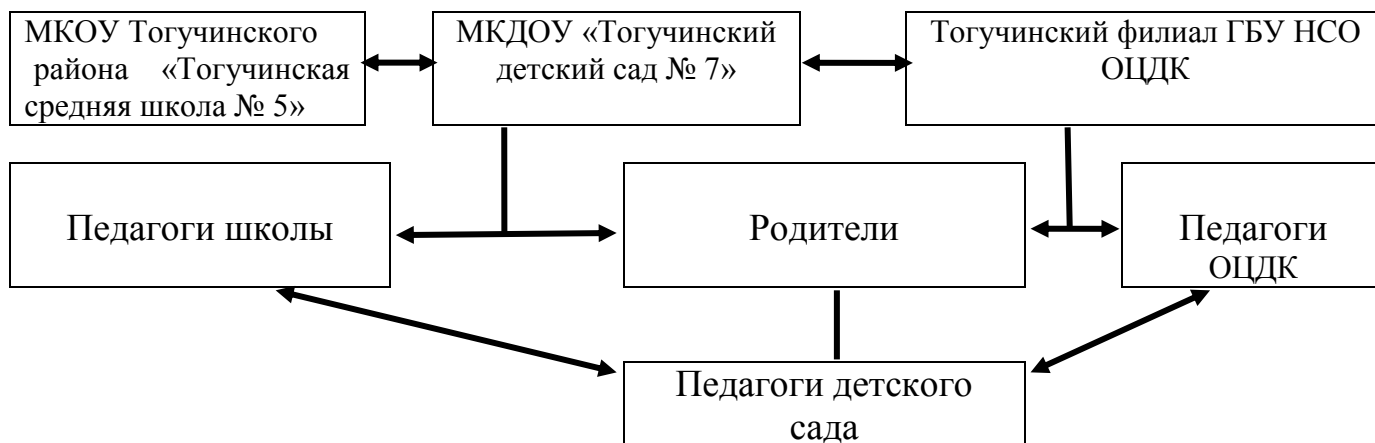 МКОУ Тогучинского
района «Тогучинская
средняя школа № 5»
МКДОУ «Тогучинский
детский сад № 7»
Тогучинский филиал ГБУ НСО
ОЦДК
Педагоги школы
Родители
Педагоги
ОЦДК
Педагоги детского
сада